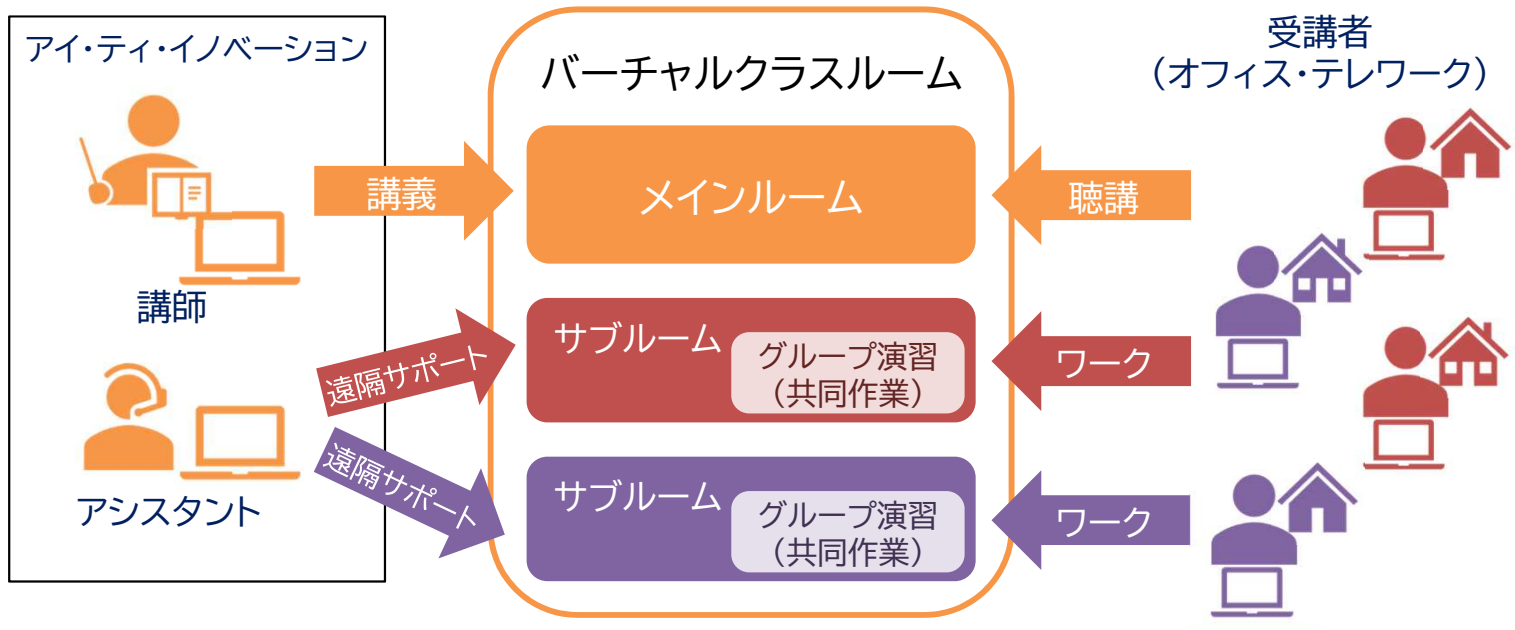 アイ・ティ・イノベーション
講師
アシスタント
講義
遠隔サポート
遠隔サポート
バーチャルクラスルーム
メインルーム
サブルーム
グループ演習
(共同作業)
サブルーム
グループ演習
(共同作業)
受講者
(オフィス・テレワーク)
聴講
ワーク
ワーク